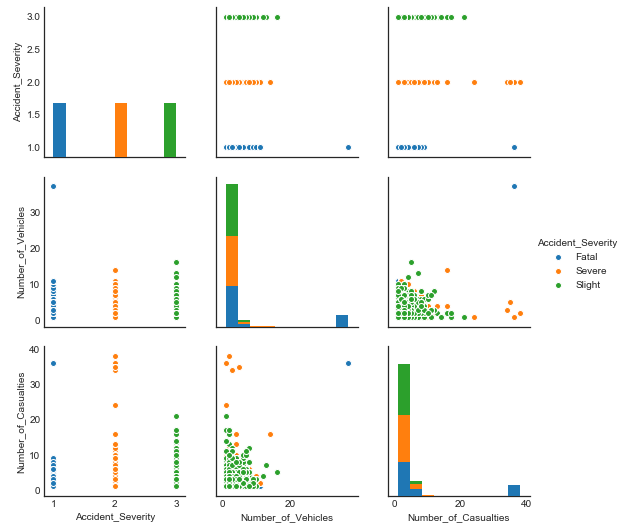 3.0
2.5
2.0
1.5
1.0
Accident_Severity
30
20
10
0
Number_of_Vehicles
Accident_Severity
Fatal
Severe
Slight
40
30
20
10
0
Number_of_Casualties
1
2
3
Accident_Severity
0
20
Number_of_Vehicles
0
20
40
Number_of_Casualties